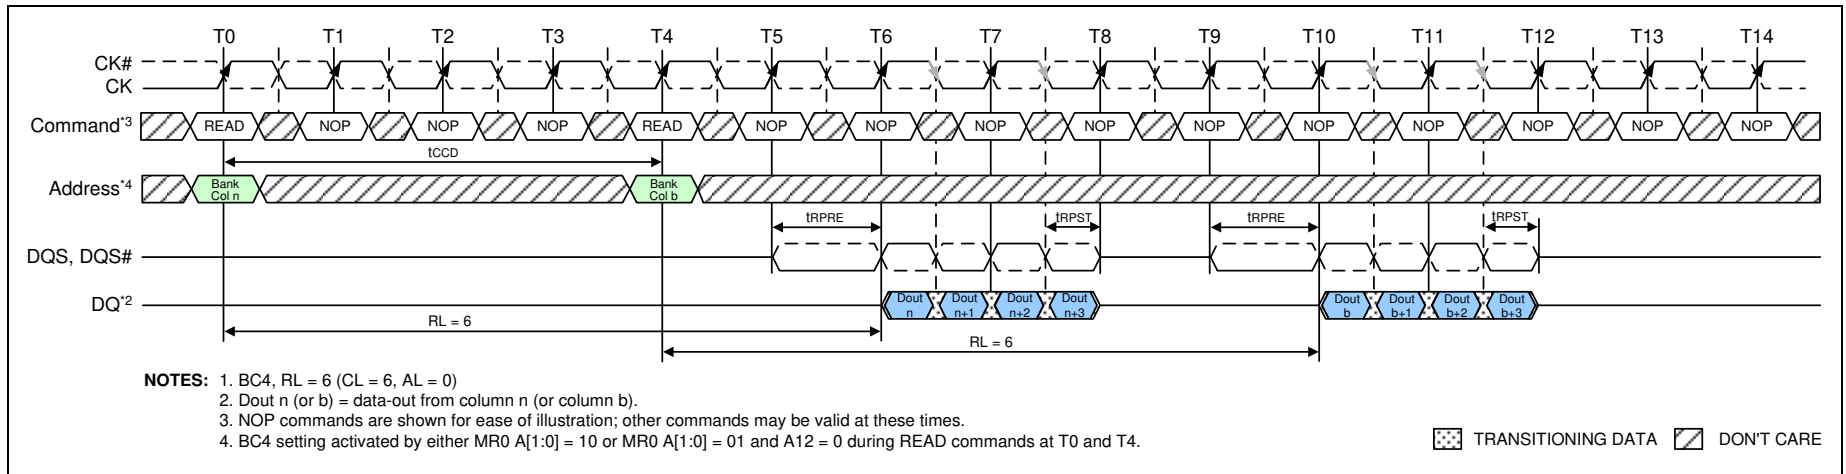 T0 T1 T2 T3 T4 T5 T6 T7 T8 T9 T10 T11 T12 T13 T14
CK#
CK
Command*3 READ NOP NOP NOP READ NOP NOP NOP NOP NOP NOP NOP NOP NOP NOP
tCCD
Address*4 Bank Col n Bank Col b
tRPRE tRPST tRPRE tRPST
DQS, DQS#
DQ*2 Dout n Dout n+1 Dout n+2 Dout n+3 Dout b Dout b+1 Dout b+2 Dout b+3
RL = 6
RL = 6
NOTES: 1. BC4, RL = 6 (CL = 6, AL = 0)
2. Dout n (or b) = data-out from column n (or column b).
3. NOP commands are shown for ease of illustration; other commands may be valid at these times.
4. BC4 setting activated by either MR0 A[1:0] = 10 or MR0 A[1:0] = 01 and A12 = 0 during READ commands at T0 and T4.
TRANSITIONING DATA DON'T CARE